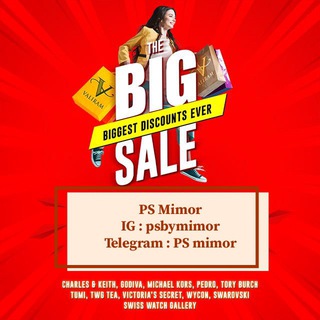 THE
BIG
BIGGEST DISCOUNTS EVER
SALE
VALIRAM
VALIRAM
PS Mimor
IG : psbymimor
Telegram : PS mimor
CHARLES & KEITH, GODIVA, MICHAEL KORS, PEDRO, TORY BURCH
TUMI, TWG TEA, VICTORIA'S SECRET, WYCON, SWAROVSKI
SWISS WATCH GALLERY